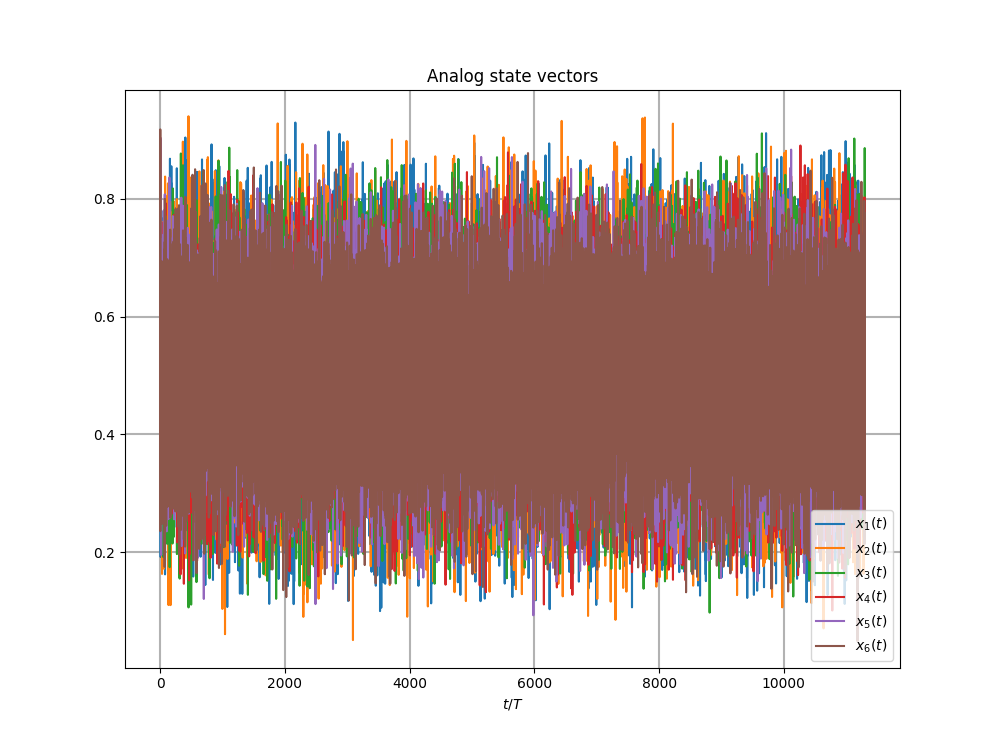 Analog state vectors
0.8
0.6
0.4
0.2
0
2000
4000
6000
8000
10000
t/T
x₁(t)
x₂(t)
x₃(t)
x₄(t)
x₅(t)
x₆(t)